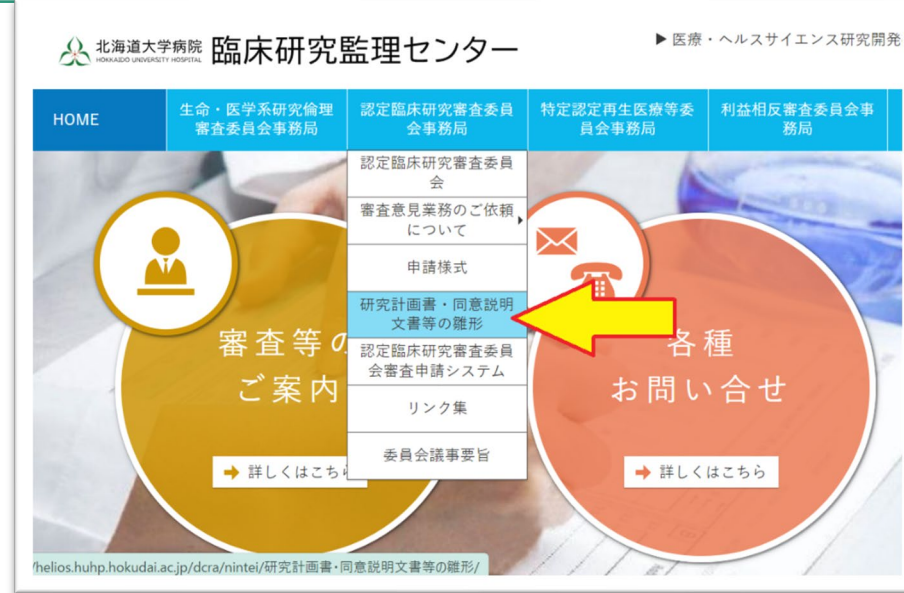 北海道大学病院
HOKKAIDO UNIVERSITY HOSPITAL
臨床研究監理センター
▶ 医療・ヘルスサイエンス研究開発
HOME
生命・医学系研究倫理
審査委員会事務局
認定臨床研究審査委員
会事務局
特定認定再生医療等委
員会事務局
利益相反審査委員会事
務局
認定臨床研究審査委員
会
審査意見業務のご依頼
について
申請様式
研究計画書・同意説明
文書等の雛形
認定臨床研究審査委員
会審査申請システム
リンク集
委員会議事要旨
審査等の
ご案内
➡ 詳しくはこちら
各種
お問い合せ
➡ 詳しくはこちら
/helios.huhp.hokudai.ac.jp/dcra/nintei/研究計画書・同意説明文書等の雛形/